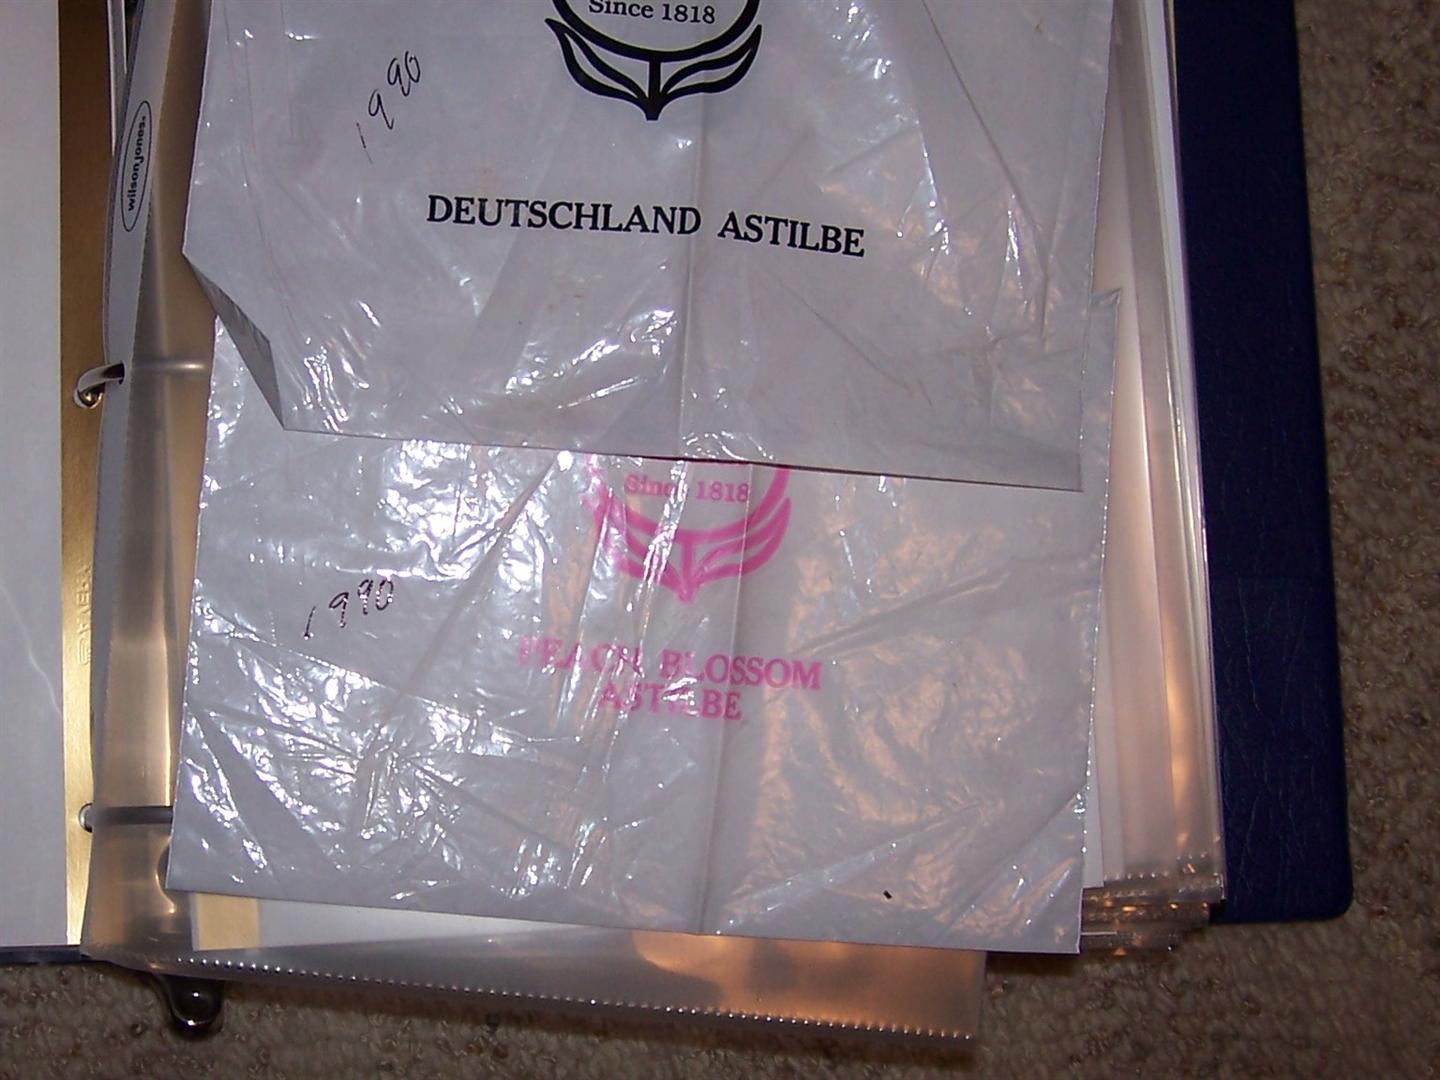 Since 1818
1990
wilsonjones
DEUTSCHLAND ASTILBE
Since 1818
1990
PEACH BLOSSOM
ASTILBE